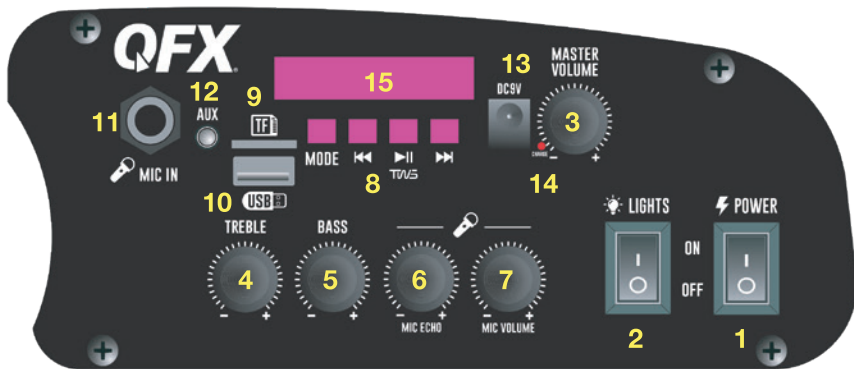 QFX
15
13
DC9V
MASTER
VOLUME
3
CHARGE
- +
14
12
AUX
9
TF
11
MIC IN
10
USB
MODE
8
TWS
TREBLE
4
- +
BASS
5
- +
6
- +
MIC ECHO
7
- +
MIC VOLUME
LIGHTS
POWER
ON
OFF
2
1